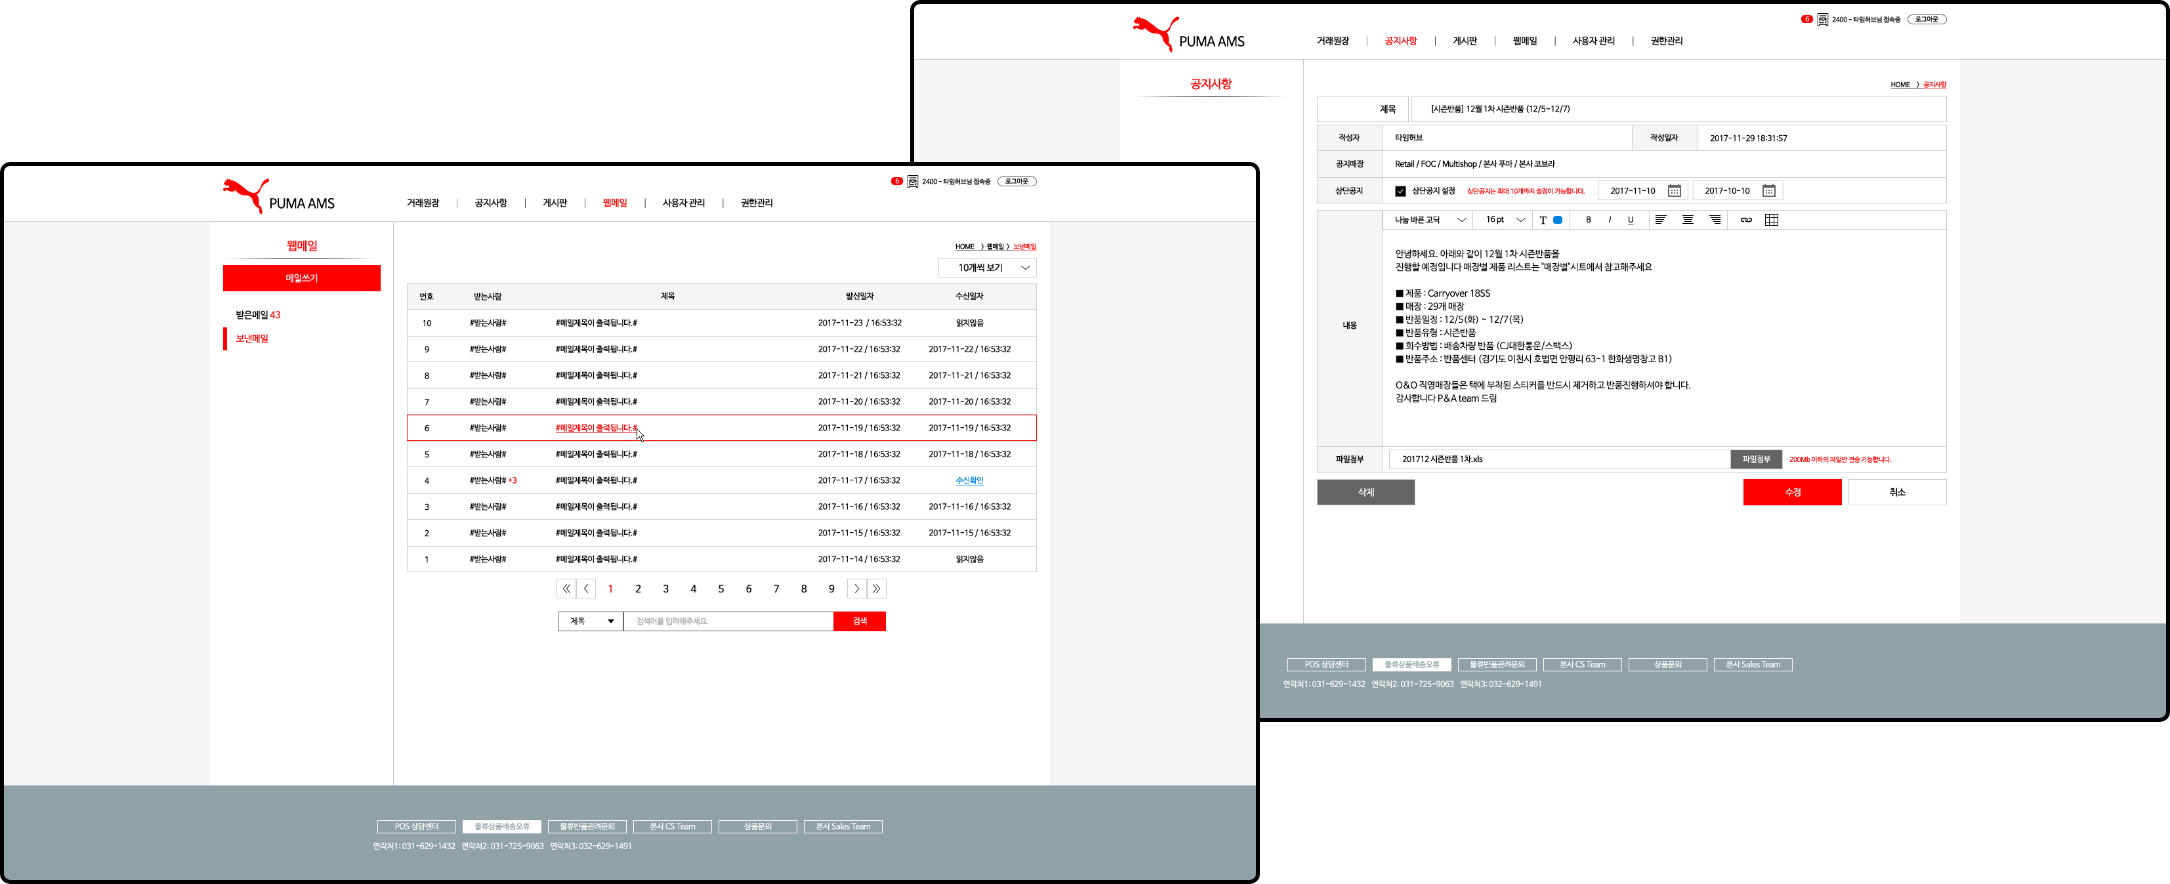 6 2400 - 타임허브님 접속중 로그아웃
PUMA AMS
거래원장 | 공지사항 | 게시판 | 웹메일 | 사용자 관리 | 권한관리
공지사항
HOME > 공지사항
제목 [시즌반품] 12월 1차 시즌반품 (12/5~12/7)
작성자 타임허브 작성일자 2017-11-29 18:31:57
공지매장 Retail / FOC / Multishop / 본사 푸마 / 본사 코브라
상단공지 상단공지 설정 상단공지는 최대 10개까지 설정이 가능합니다. 2017-11-10 2017-10-10
나눔 바른 고딕 16 pt T B I U
내용
안녕하세요. 아래와 같이 12월 1차 시즌반품을
진행할 예정입니다 매장별 제품 리스트는 "매장별"시트에서 참고해주세요
■ 제품 : Carryover 18SS
■ 매장 : 29개 매장
■ 반품일정 : 12/5(화) ~ 12/7(목)
■ 반품유형 : 시즌반품
■ 회수방법 : 배송차량 반품 (CJ대한통운/스벅스)
■ 반품주소 : 반품센터 (경기도 이천시 호법면 안평리 63-1 한화생명창고 B1)
O&O 직영매장들은 택에 부착된 스티커를 반드시 제거하고 반품진행하셔야 합니다.
감사합니다 P&A team 드림
파일첨부 201712 시즌반품 1차.xls 파일첨부 200Mb 이하의 파일만 전송 가능합니다.
삭제 수정 취소
POS 상담센터 물류상품배송오류 물류반품관련문의 본사 CS Team 상품문의 본사 Sales Team
연락처1: 031-629-1432 연락처2: 031-725-9063 연락처3: 032-629-1491
6 2400 - 타임허브님 접속중 로그아웃
PUMA AMS
거래원장 | 공지사항 | 게시판 | 웹메일 | 사용자 관리 | 권한관리
웹메일
메일쓰기
받은메일 43
보낸메일
HOME > 웹메일 > 보낸메일
10개씩 보기
번호 받는사람 제목 발신일자 수신일자
10 #받는사람# #메일제목이 출력됩니다.# 2017-11-23 / 16:53:32 읽지않음
9 #받는사람# #메일제목이 출력됩니다.# 2017-11-22 / 16:53:32 2017-11-22 / 16:53:32
8 #받는사람# #메일제목이 출력됩니다.# 2017-11-21 / 16:53:32 2017-11-21 / 16:53:32
7 #받는사람# #메일제목이 출력됩니다.# 2017-11-20 / 16:53:32 2017-11-20 / 16:53:32
6 #받는사람# #메일제목이 출력됩니다.# 2017-11-19 / 16:53:32 2017-11-19 / 16:53:32
5 #받는사람# #메일제목이 출력됩니다.# 2017-11-18 / 16:53:32 2017-11-18 / 16:53:32
4 #받는사람# +3 #메일제목이 출력됩니다.# 2017-11-17 / 16:53:32 수신확인
3 #받는사람# #메일제목이 출력됩니다.# 2017-11-16 / 16:53:32 2017-11-16 / 16:53:32
2 #받는사람# #메일제목이 출력됩니다.# 2017-11-15 / 16:53:32 2017-11-15 / 16:53:32
1 #받는사람# #메일제목이 출력됩니다.# 2017-11-14 / 16:53:32 읽지않음
1 2 3 4 5 6 7 8 9
제목 검색어를 입력해주세요. 검색
POS 상담센터 물류상품배송오류 물류반품관련문의 본사 CS Team 상품문의 본사 Sales Team
연락처1: 031-629-1432 연락처2: 031-725-9063 연락처3: 032-629-1491